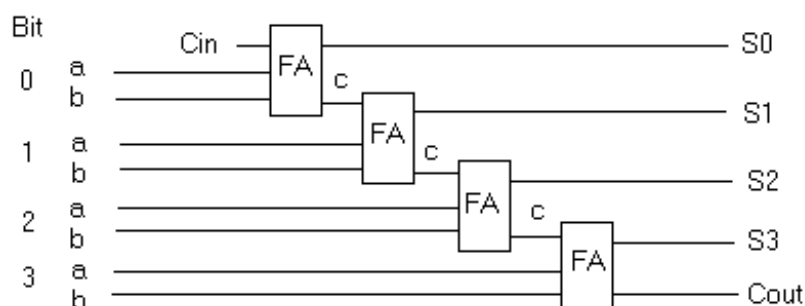 Bit
Cin FA S0
0 a b c
FA S1
1 a b c
FA S2
2 a b c
FA S3
3 a b Cout